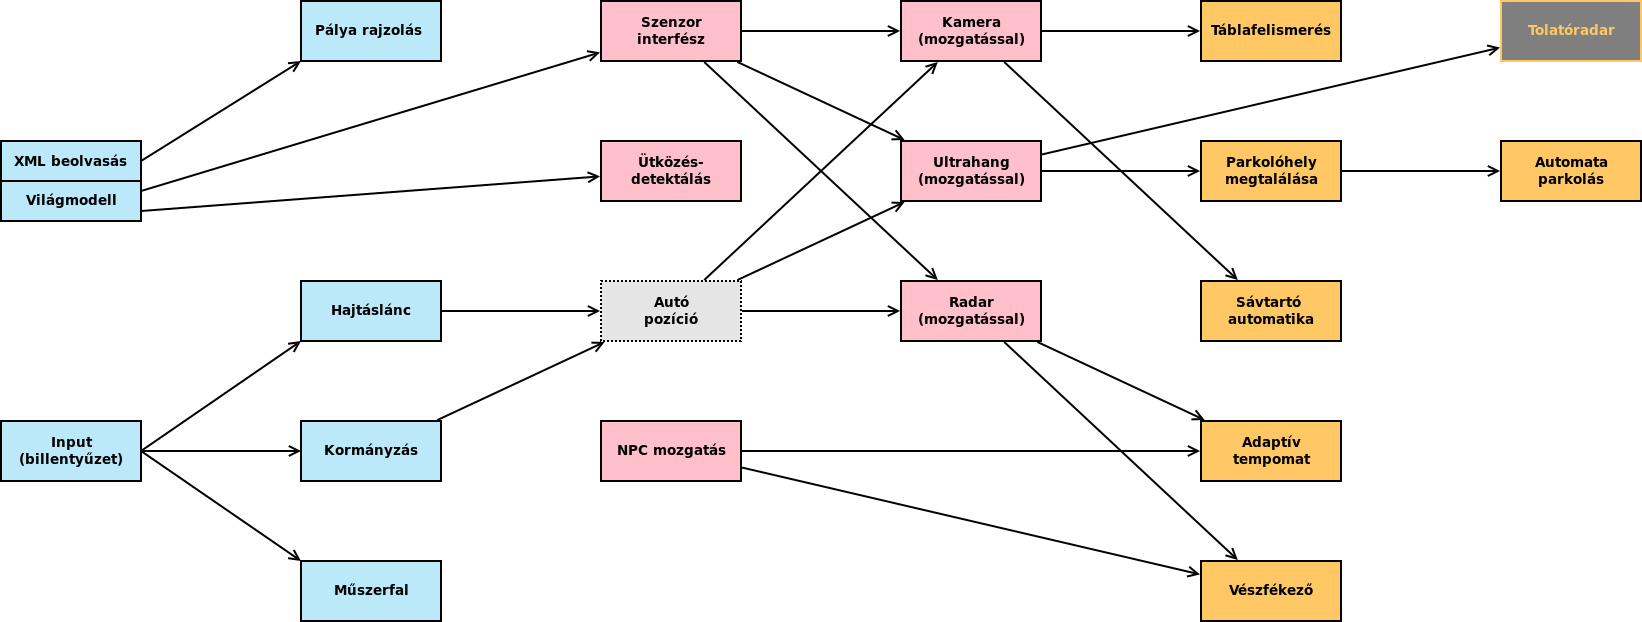 Pálya rajzolás
Szenzor
interfész
Kamera
(mozgatással)
Táblafelismerés
Tolatóradar
XML beolvasás
Világmodell
Ütközés-
detektálás
Ultrahang
(mozgatással)
Parkolóhely
megtalálása
Automata
parkolás
Hajtáslánc
Autó
pozíció
Radar
(mozgatással)
Sávtartó
automatika
Input
(billentyűzet)
Kormányzás
NPC mozgatás
Adaptív
tempomat
Műszerfal
Vészfékező